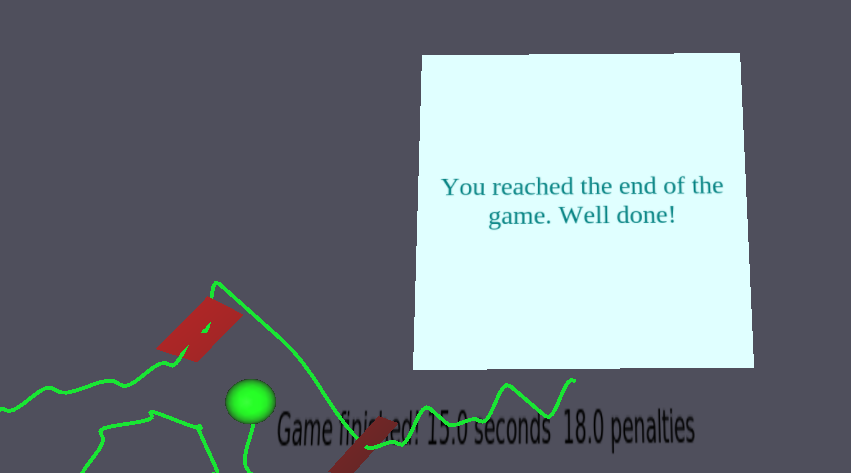 You reached the end of the
game. Well done!
Game finished! 15.0 seconds 18.0 penalties